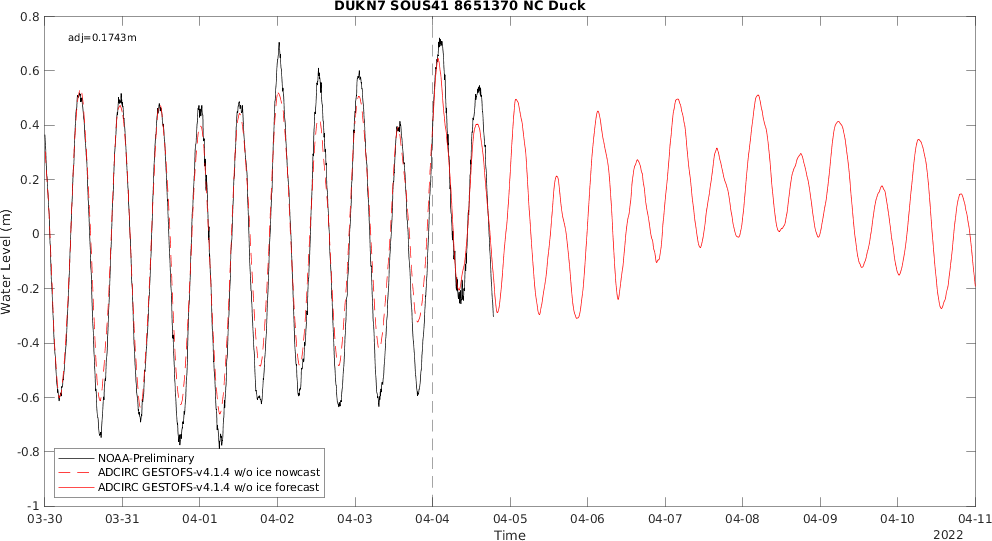 DUKN7 SOUS41 8651370 NC Duck
adj=0.1743m
0.8
0.6
0.4
0.2
0
-0.2
-0.4
-0.6
-0.8
-1
Water Level (m)
NOAA-Preliminary
ADCIRC GESTOFS-v4.1.4 w/o ice nowcast
ADCIRC GESTOFS-v4.1.4 w/o ice forecast
03-30 03-31 04-01 04-02 04-03 04-04 04-05 04-06 04-07 04-08 04-09 04-10 04-11
Time
2022